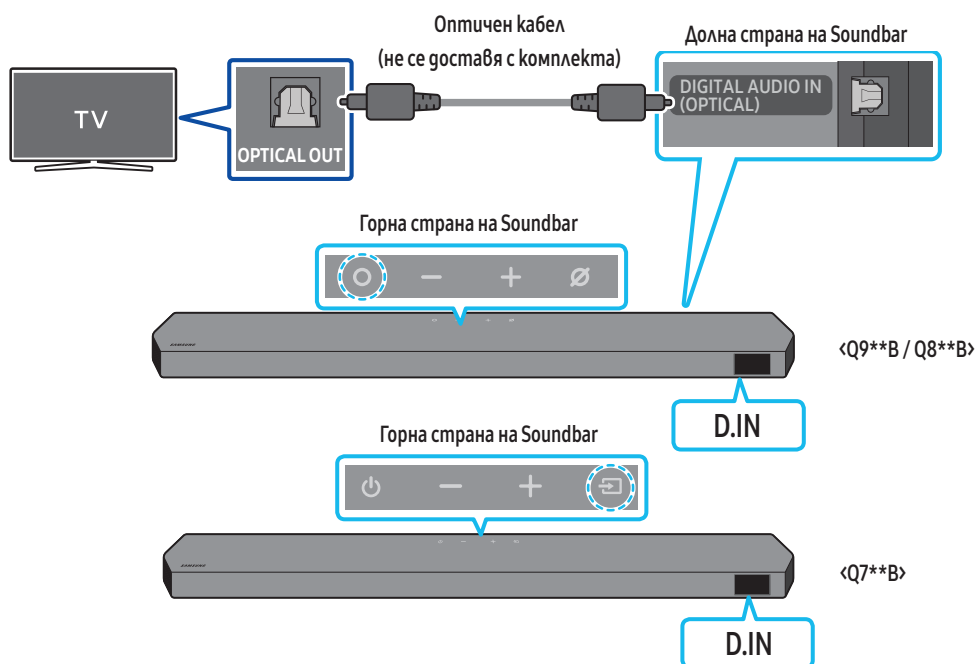 Оптичен кабел
(не се доставя с комплекта)
Долна страна на Soundbar
DIGITAL AUDIO IN
(OPTICAL)
TV
OPTICAL OUT
Горна страна на Soundbar
SAMSUNG
<Q9**B / Q8**B>
D.IN
Горна страна на Soundbar
SAMSUNG
<Q7**B>
D.IN